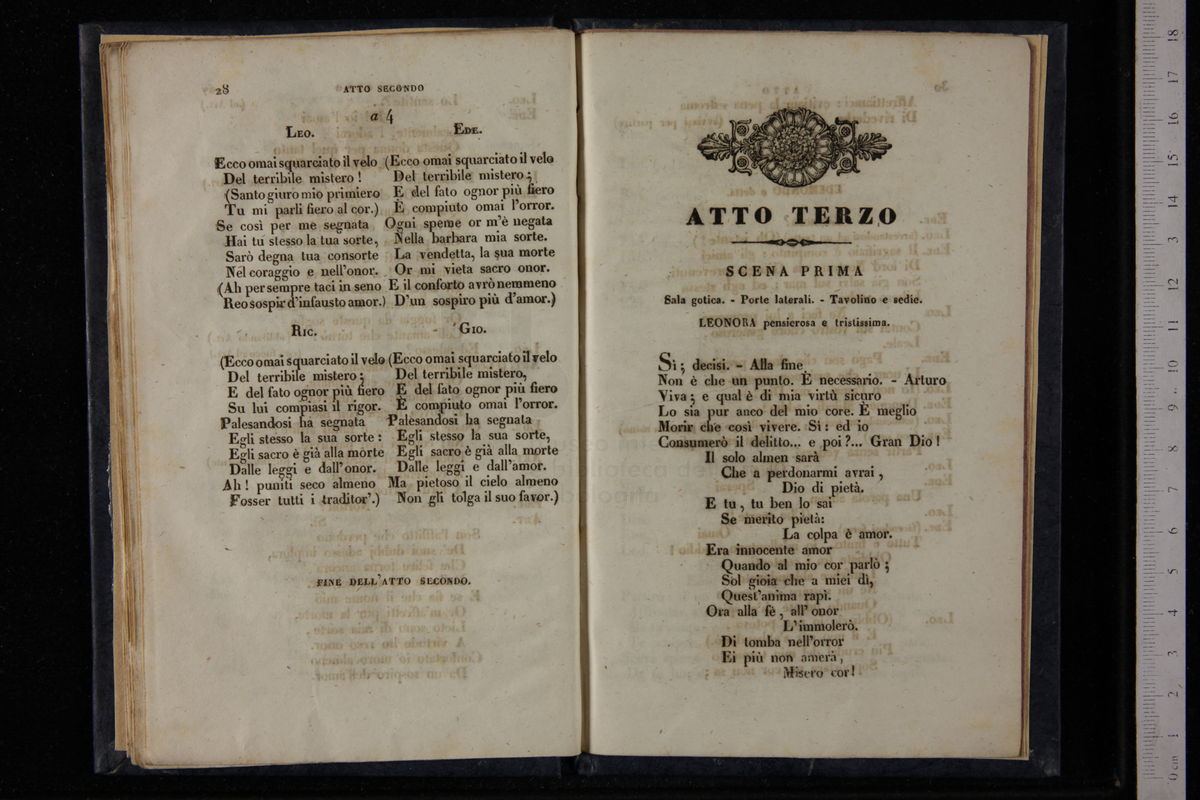 28 ATTO SECONDO
a 4
LEO.
Ecco omai squarciato il velo
Del terribile mistero!
(Santo giuro mio primiero
Tu mi parli fiero al cor.)
Se così per me segnata
Hai tu stesso la tua sorte,
Sarò degna tua consorte
Nel coraggio e nell'onor.
(Ah per sempre taci in seno
Reo sospir d'infausto amor.)
EDE.
(Ecco omai squarciato il velo
Del terribile mistero;
E del fato ognor più fiero
È compiuto omai l'orror.
Ogni speme or m'è negata
Nella barbara mia sorte.
La vendetta, la sua morte
Or mi vieta sacro onor.
E il conforto avrò nemmeno
D'un sospiro più d'amor.)
RIC.
(Ecco omai squarciato il velo
Del terribile mistero;
E del fato ognor più fiero
Su lui compiasi il rigor.
Palesandosi ha segnata
Egli stesso la sua sorte:
Egli sacro è già alla morte
Dalle leggi e dall'onor.
Ah! puniti seco almeno
Fosser tutti i traditor'.)
GIO.
(Ecco omai squarciato il velo
Del terribile mistero,
E del fato ognor più fiero
È compiuto omai l'orror.
Palesandosi ha segnata
Egli stesso la sua sorte,
Egli sacro è già alla morte
Dalle leggi e dall'amor.
Ma pietoso il cielo almeno
Non gli tolga il suo favor.)
FINE DELL'ATTO SECONDO.
ATTO TERZO
SCENA PRIMA
Sala gotica. - Porte laterali. - Tavolino e sedie.
LEONORA pensierosa e tristissima.
Sì; decisi. - Alla fine
Non è che un punto. È necessario. - Arturo
Viva; e qual è di mia virtù sicuro
Lo sia pur anco del mio core. È meglio
Morir che così vivere. Sì: ed io
Consumerò il delitto... e poi?... Gran Dio!
Il solo almen sarà
Che a perdonarmi avrai,
Dio di pietà.
E tu, tu ben lo sai
Se merito pietà:
La colpa è amor.
Era innocente amor
Quando al mio cor parlò;
Sol gioia che a miei dì,
Quest'anima rapì.
Ora alla fè, all'onor
L'immolerò.
Di tomba nell'orror
Ei più non amerà,
Misero cor!